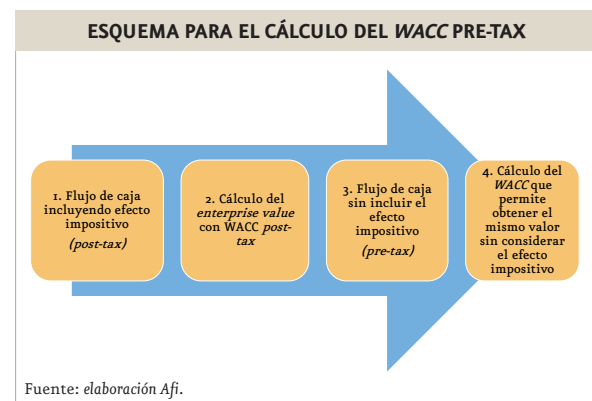 ESQUEMA PARA EL CÁLCULO DEL WACC PRE-TAX
1. Flujo de caja
incluyendo efecto
impositivo
(post-tax)
2. Cálculo del
enterprise value
con WACC post-
tax
3. Flujo de caja
sin incluir el
efecto
impositivo
(pre-tax)
4. Cálculo del
WACC que
permite
obtener el
mismo valor
sin considerar
el efecto
impositivo
Fuente: elaboración Afi.